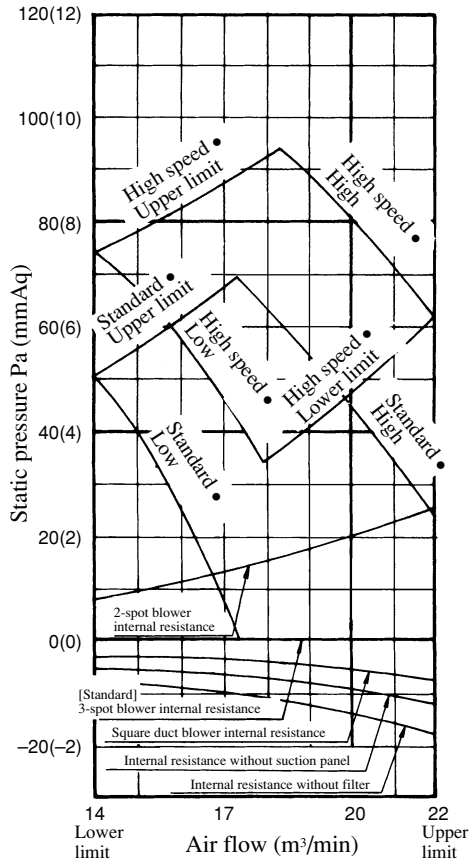 120(12)
100(10)
80(8)
60(6)
40(4)
20(2)
0(0)
–20(–2)
Static pressure Pa (mmAq)
High speed
Upper limit
High speed
High
Standard
Upper limit
High speed
Low
High speed
Lower limit
Standard
High
Standard
Low
2-spot blower
internal resistance
[Standard]
3-spot blower internal resistance
Square duct blower internal resistance
Internal resistance without suction panel
Internal resistance without filter
14
17
20
22
Lower
limit
Air flow (m³/min)
Upper
limit